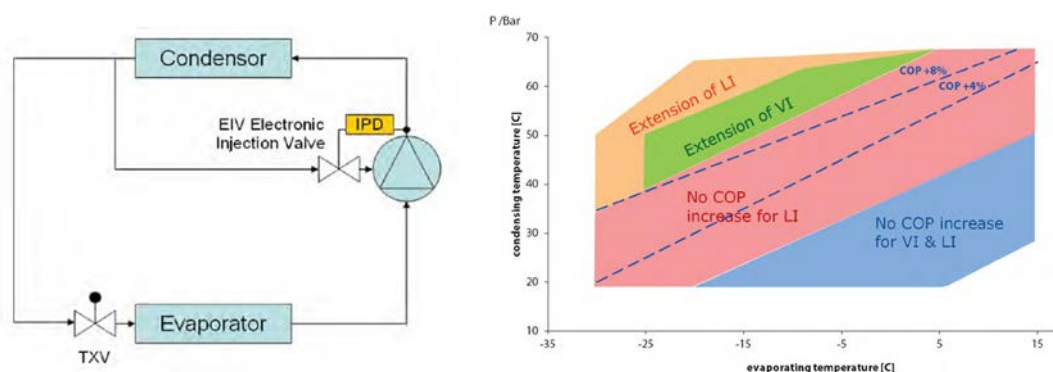 Condensor
IPD
EIV Electronic
Injection Valve
Evaporator
TXV
P /Bar
condensing temperature [C]
70
60
50
40
30
20
10
Extension of LI
Extension of VI
COP +8%
COP +4%
No COP
increase for LI
No COP increase
for VI & LI
-35
-25
-15
-5
5
15
evaporating temperature [C]